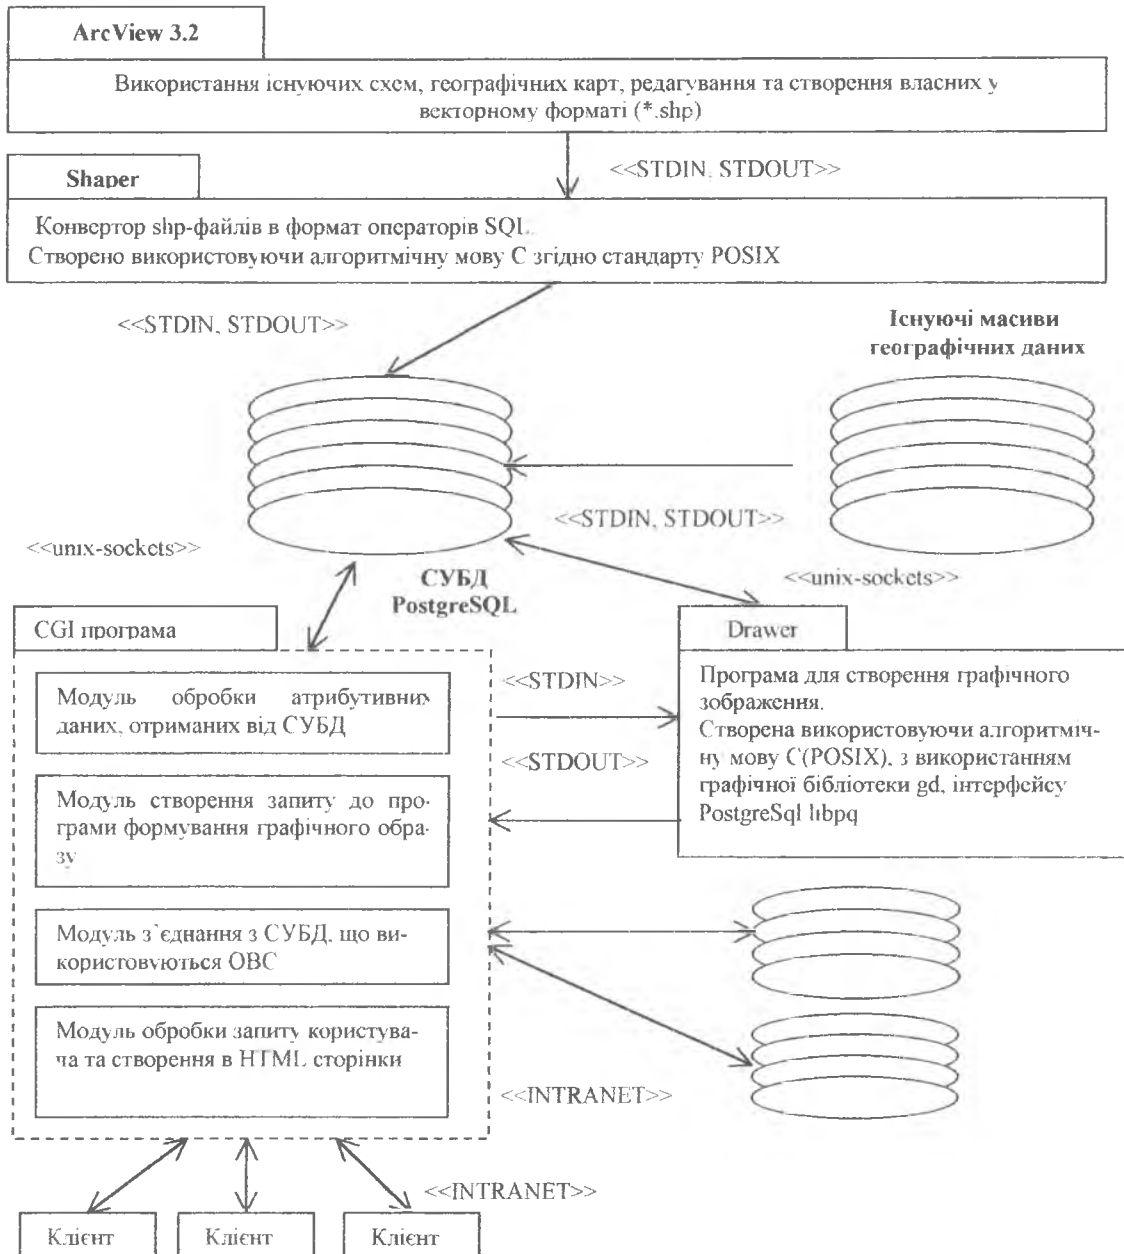 ArcView 3.2
Використання існуючих схем, географічних карт, редагування та створення власних у
векторному форматі (*.shp)
<<STDIN, STDOUT>>
Shaper
Конвертор shp-файлів в формат операторів SQL.
Створено використовуючи алгоритмічну мову С згідно стандарту POSIX
<<STDIN, STDOUT>>
Існуючі масиви
географічних даних
<<STDIN, STDOUT>>
<<unix-sockets>>
<<unix-sockets>>
СУБД
PostgreSQL
CGI програма
Drawer
Модуль обробки атрибутивних
даних, отриманих від СУБД
<<STDIN>>
Програма для створення графічного
зображення.
Створена використовуючи алгоритміч-
ну мову С(POSIX), з використанням
графічної бібліотеки gd, інтерфейсу
PostgreSql libpq
<<STDOUT>>
Модуль створення запиту до про-
грами формування графічного обра-
зу
Модуль з`єднання з СУБД, що ви-
користовуються ОВС
Модуль обробки запиту користува-
ча та створення в HTML сторінки
<<INTRANET>>
<<INTRANET>>
Клієнт
Клієнт
Клієнт